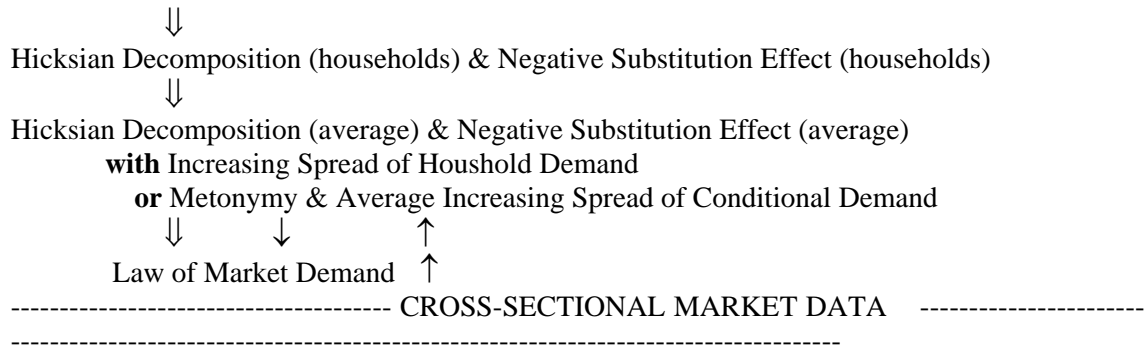 ⇓
Hicksian Decomposition (households) & Negative Substitution Effect (households)
⇓
Hicksian Decomposition (average) & Negative Substitution Effect (average)
with Increasing Spread of Houshold Demand
or Metonymy & Average Increasing Spread of Conditional Demand
⇓ ↓ ↑
Law of Market Demand ↑
--------------------------------------- CROSS-SECTIONAL MARKET DATA -----------------------
-------------------------------------------------------------------------------------